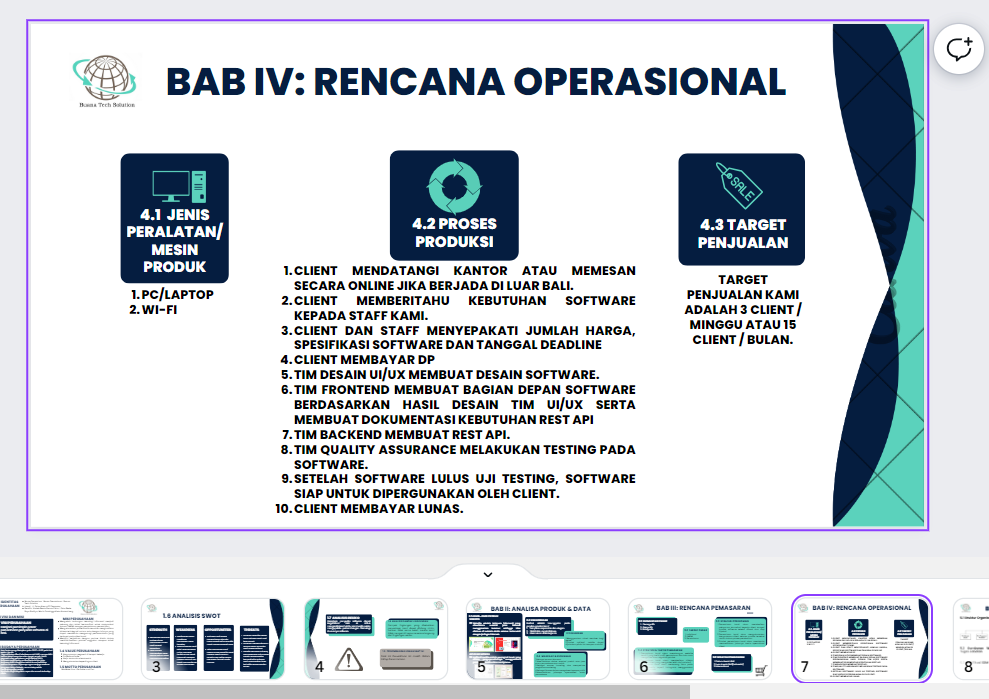 Ncana Tech Solution
BAB IV: RENCANA OPERASIONAL
4.1 JENIS
PERALATAN/
MESIN
PRODUK
1. PC/LAPTOP
2. WI-FI
4.2 PROSES
PRODUKSI
1. CLIENT MENDATANGI KANTOR ATAU MEMESAN
SECARA ONLINE JIKA BERJADA DI LUAR BALI.
2. CLIENT MEMBERITAHU KEBUTUHAN SOFTWARE
KEPADA STAFF KAMI.
3. CLIENT DAN STAFF MENYEPAKATI JUMLAH HARGA,
SPESIFIKASI SOFTWARE DAN TANGGAL DEADLINE
4. CLIENT MEMBAYAR DP
5. TIM DESAIN UI/UX MEMBUAT DESAIN SOFTWARE.
6. TIM FRONTEND MEMBUAT BAGIAN DEPAN SOFTWARE
BERDASARKAN HASIL DESAIN TIM UI/UX SERTA
MEMBUAT DOKUMENTASI KEBUTUHAN REST API
7. TIM BACKEND MEMBUAT REST API.
8. TIM QUALITY ASSURANCE MELAKUKAN TESTING PADA
SOFTWARE.
9. SETELAH SOFTWARE LULUS UJI TESTING, SOFTWARE
SIAP UNTUK DIPERGUNAKAN OLEH CLIENT.
10. CLIENT MEMBAYAR LUNAS.
SALE
4.3 TARGET
PENJUALAN
TARGET
PENJUALAN KAMI
ADALAH 3 CLIENT /
MINGGU ATAU 15
CLIENT / BULAN.
1.6 ANALISIS SWOT
3
4
BAB II: ANALISA PRODUK & DATA
5
BAB III: RENCANA PEMASARAN
6
BAB IV: RENCANA OPERASIONAL
7
8